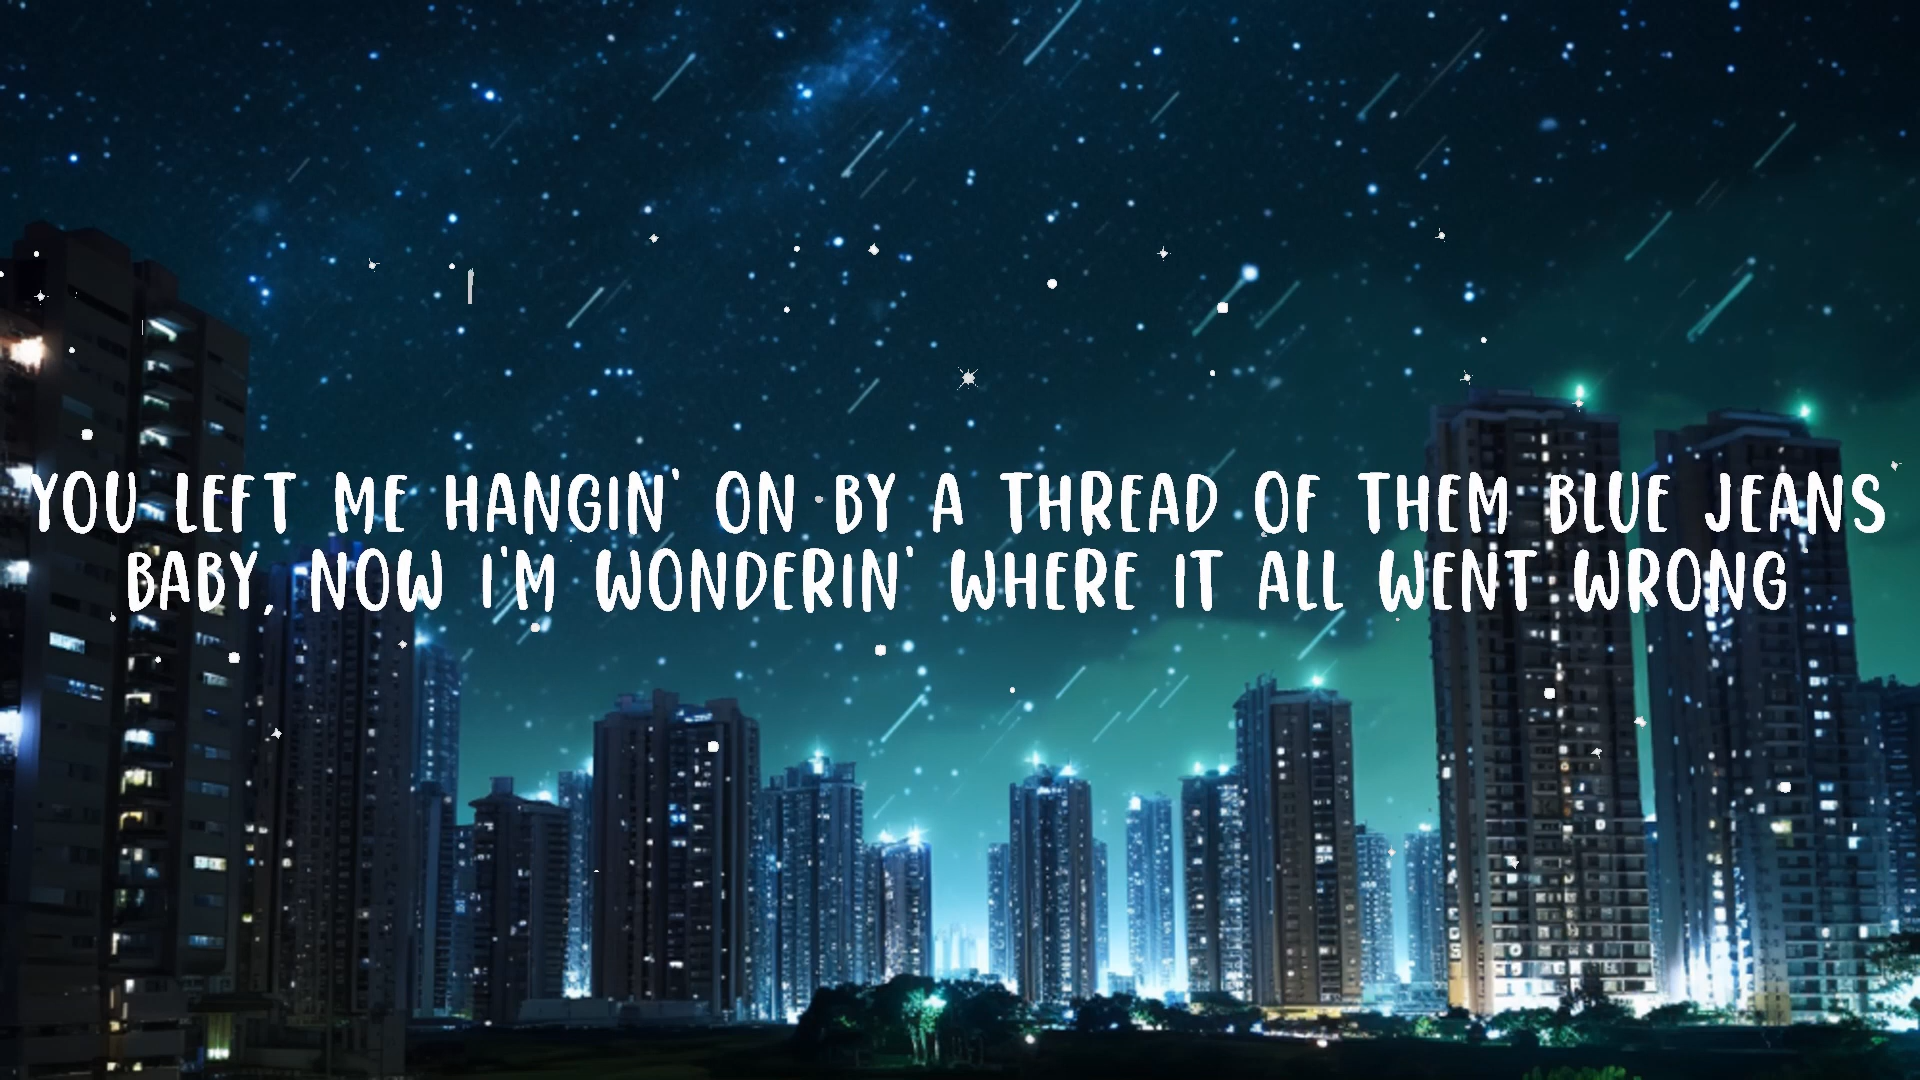 YOU LEFT ME HANGIN' ON BY A THREAD OF THEM BLUE JEANS
BABY, NOW I'M WONDERIN' WHERE IT ALL WENT WRONG